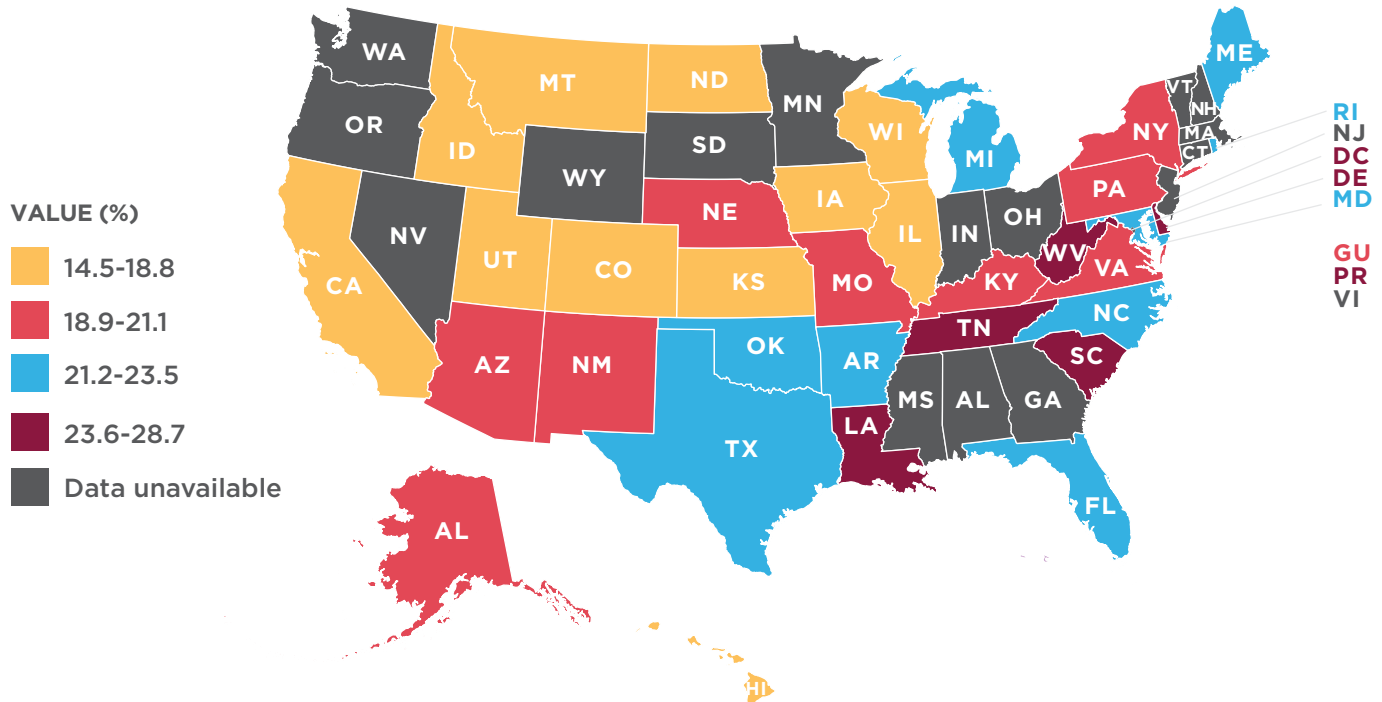 VALUE (%)
14.5-18.8
18.9-21.1
21.2-23.5
23.6-28.7
Data unavailable
WA
OR
CA
NV
ID
MT
WY
UT
AZ
CO
NM
ND
SD
NE
KS
OK
TX
MN
IA
MO
AR
LA
WI
IL
MI
IN
OH
KY
TN
MS
AL
GA
FL
SC
NC
VA
WV
PA
NY
VT
NH
ME
MA
CT
RI
NJ
DC
DE
MD
GU
PR
VI
AL
HI